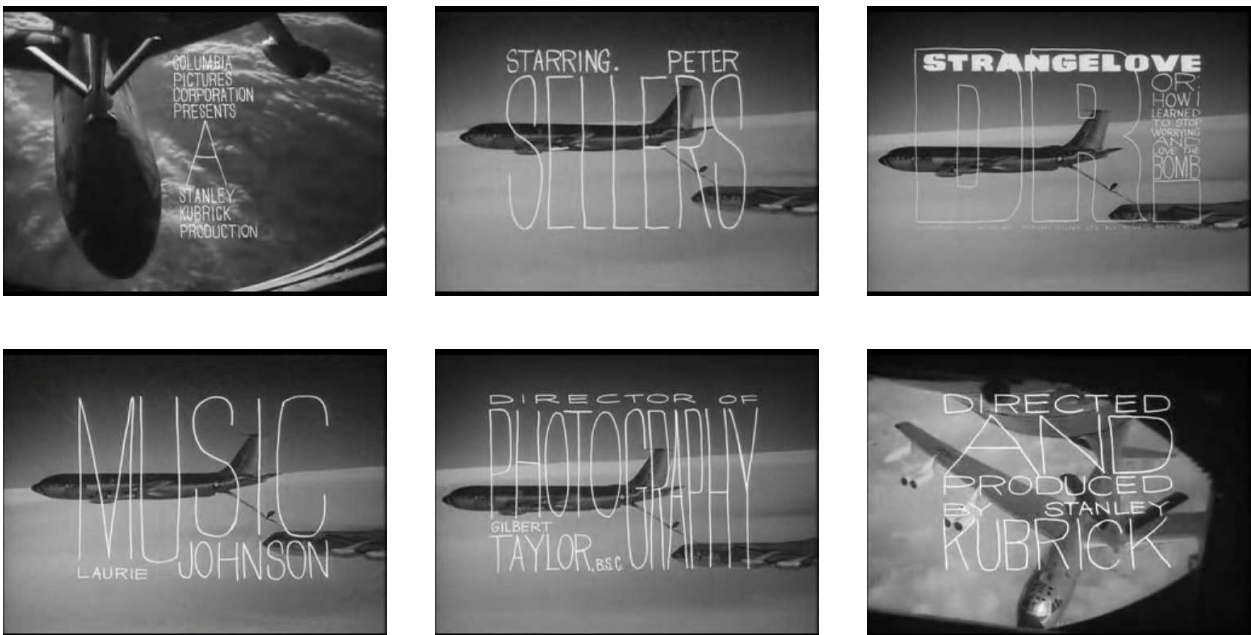 COLUMBIA
PICTURES
CORPORATION
PRESENTS
A
STANLEY
KUBRICK
PRODUCTION
STARRING. PETER
SELLERS
STRANGELOVE
DR.
OR:
HOW I
LEARNED
TO STOP
WORRYING
AND
LOVE THE
BOMB
MUSIC
LAURIE JOHNSON
DIRECTOR OF
PHOTOGRAPHY
GILBERT
TAYLOR, B.S.C.
DIRECTED
AND
PRODUCED
BY STANLEY
KUBRICK